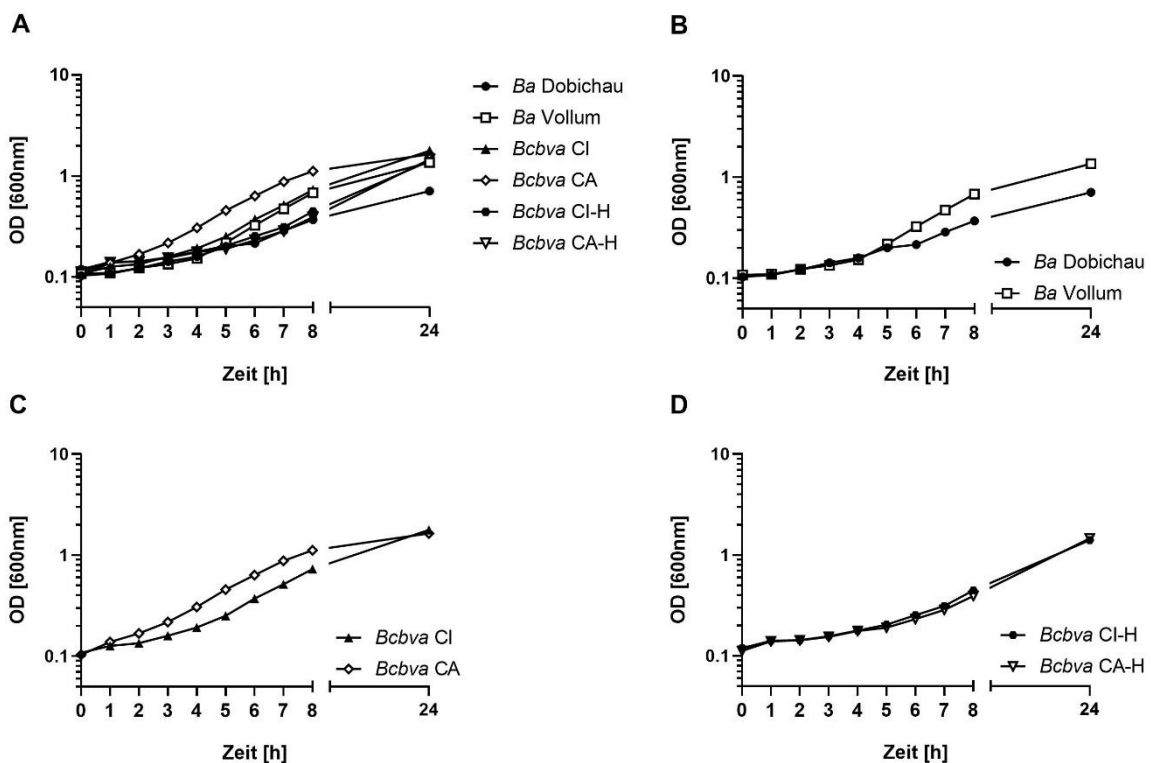 A
OD [600nm]
10
1
0.1
0 1 2 3 4 5 6 7 8 24
Zeit [h]
Ba Dobichau
Ba Vollum
Bcbva CI
Bcbva CA
Bcbva CI-H
Bcbva CA-H
B
OD [600nm]
10
1
0.1
0 1 2 3 4 5 6 7 8 24
Zeit [h]
Ba Dobichau
Ba Vollum
C
OD [600nm]
10
1
0.1
0 1 2 3 4 5 6 7 8 24
Zeit [h]
Bcbva CI
Bcbva CA
D
OD [600nm]
10
1
0.1
0 1 2 3 4 5 6 7 8 24
Zeit [h]
Bcbva CI-H
Bcbva CA-H